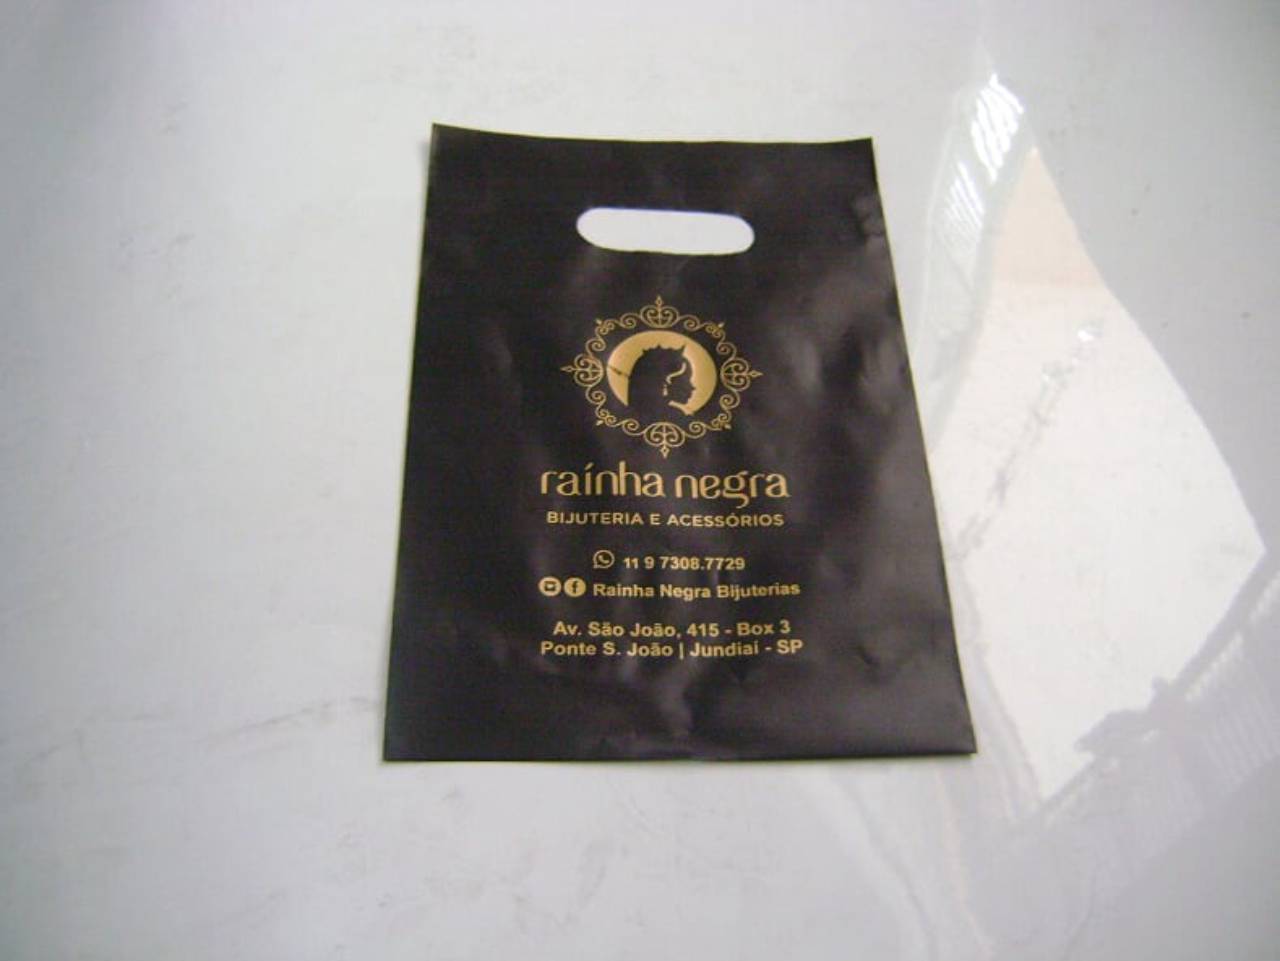 raínha negra
BIJUTERIA E ACESSÓRIOS
11 9 7308.7729
Rainha Negra Bijuterias
Av. São João, 415 - Box 3
Ponte S. João | Jundiaí - SP